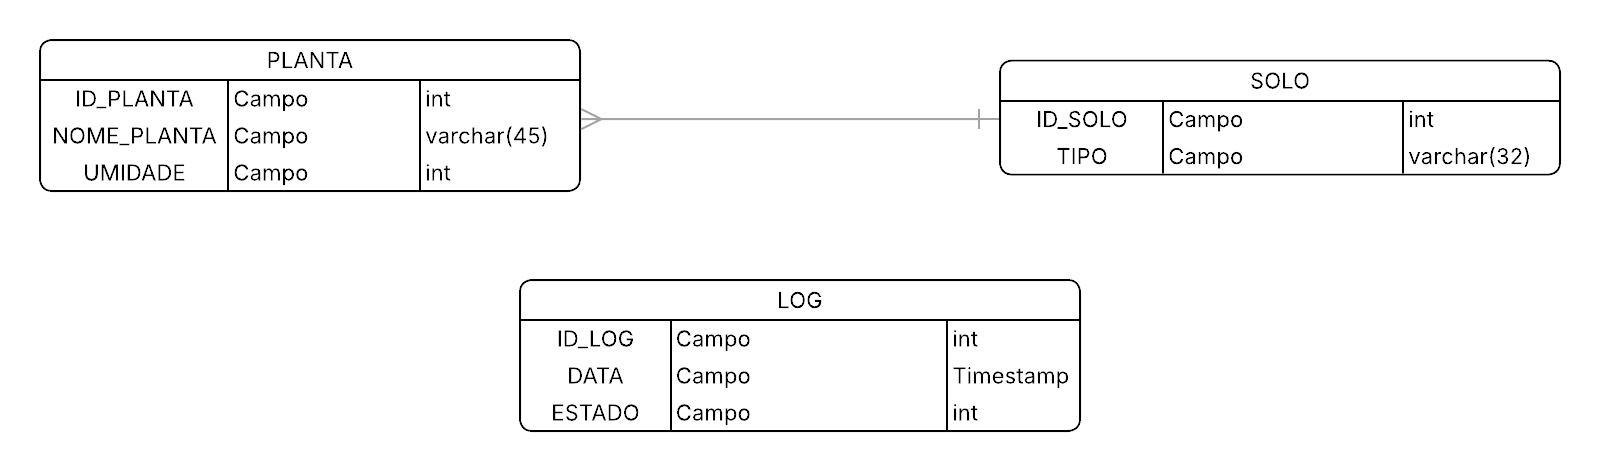 PLANTA
ID_PLANTA Campo int
NOME_PLANTA Campo varchar(45)
UMIDADE Campo int
SOLO
ID_SOLO Campo int
TIPO Campo varchar(32)
LOG
ID_LOG Campo int
DATA Campo Timestamp
ESTADO Campo int